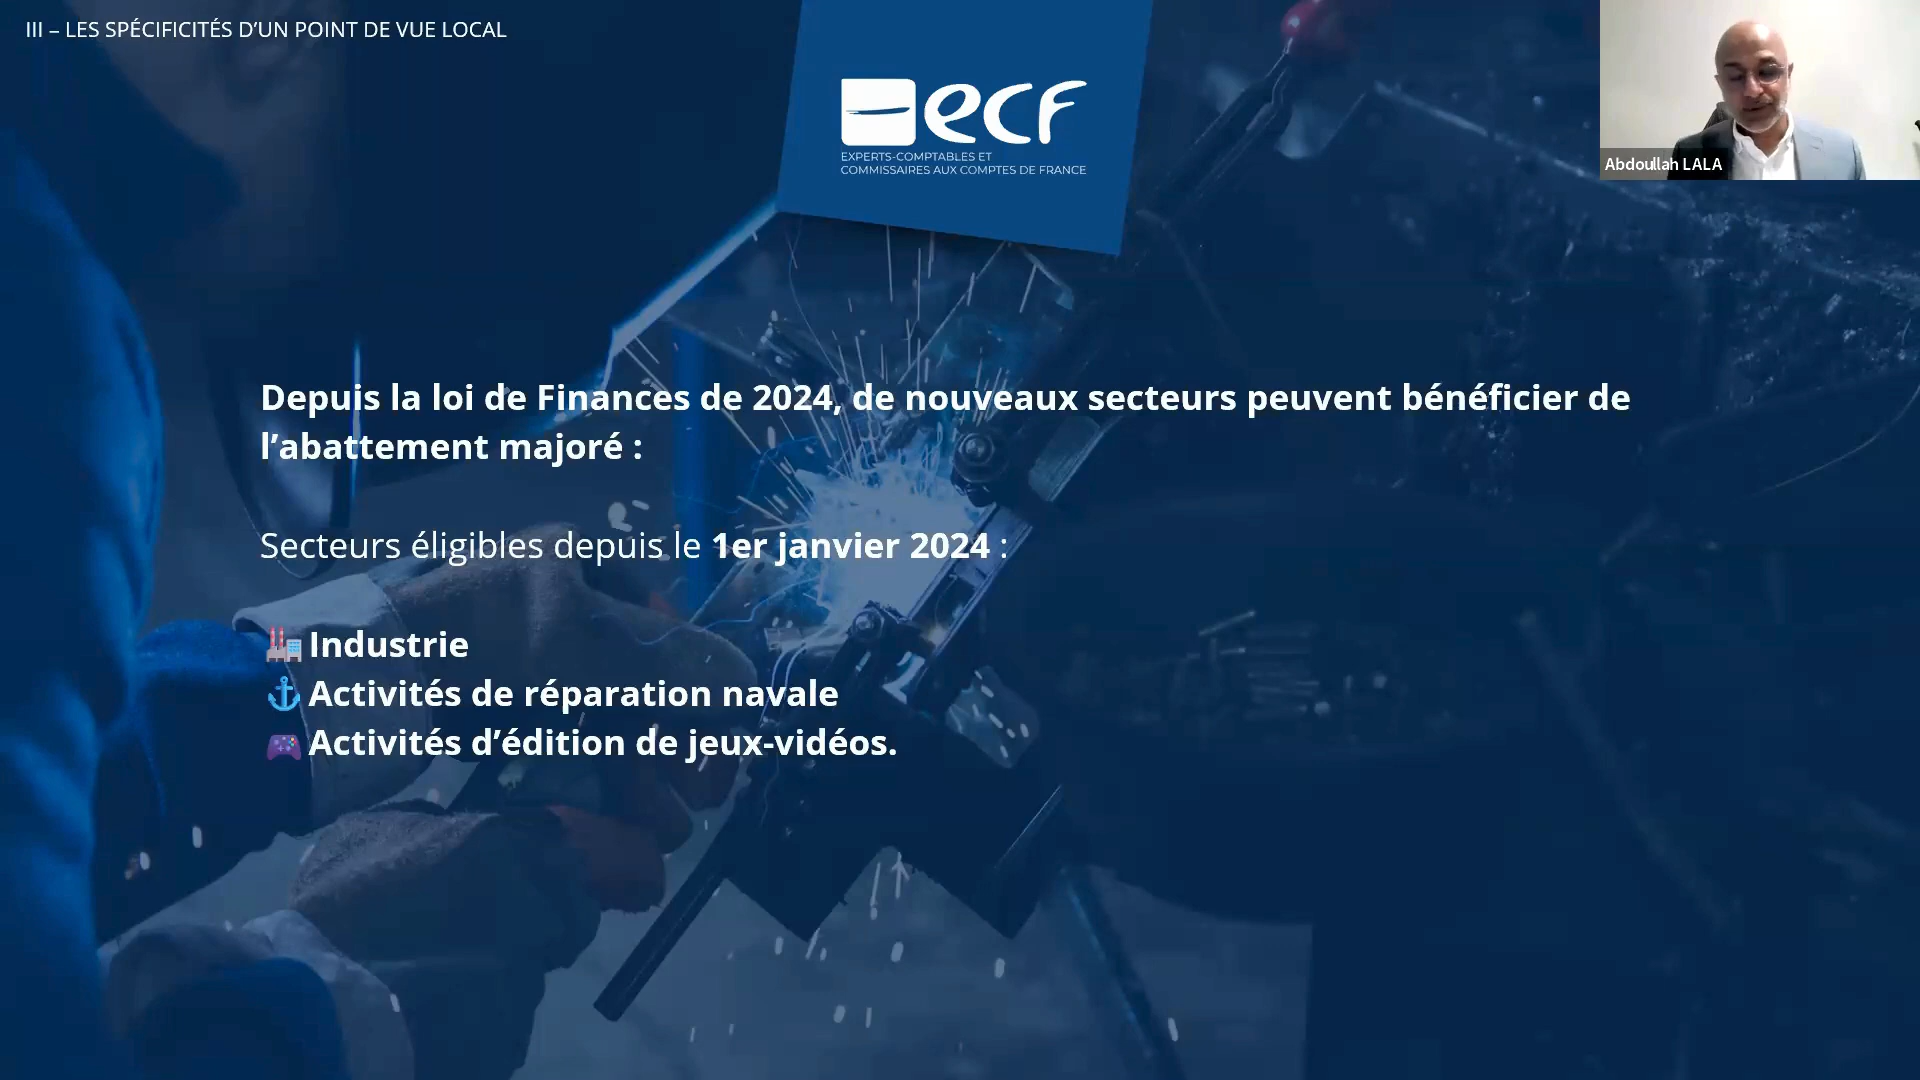 III – LES SPÉCIFICITÉS D’UN POINT DE VUE LOCAL
ecf
EXPERTS-COMPTABLES ET
COMMISSAIRES AUX COMPTES DE FRANCE
Abdoullah LALA
Depuis la loi de Finances de 2024, de nouveaux secteurs peuvent bénéficier de
l’abattement majoré :
Secteurs éligibles depuis le 1er janvier 2024 :
Industrie
Activités de réparation navale
Activités d’édition de jeux-vidéos.